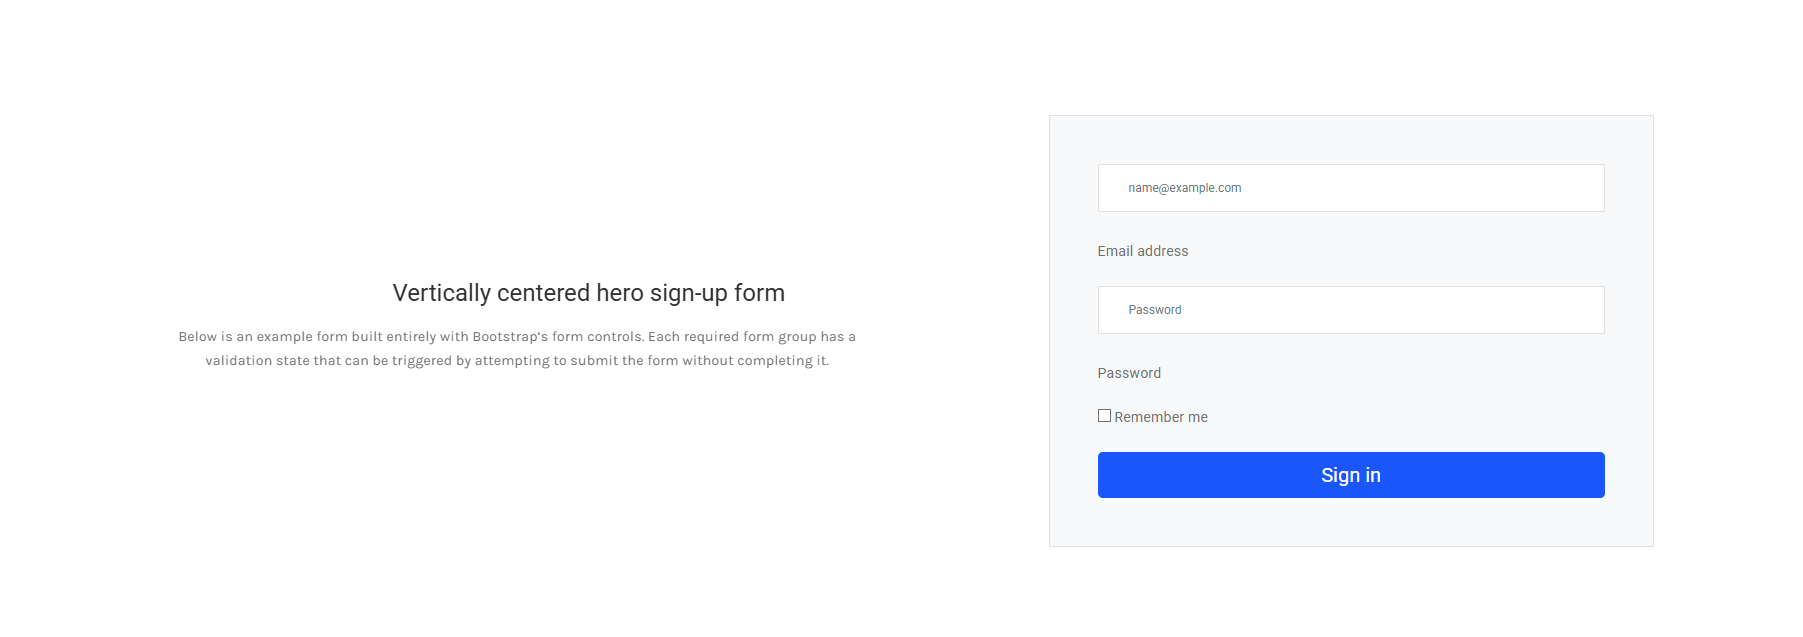 Vertically centered hero sign-up form
Below is an example form built entirely with Bootstrap's form controls. Each required form group has a
validation state that can be triggered by attempting to submit the form without completing it.
name@example.com
Email address
Password
Password
Remember me
Sign in